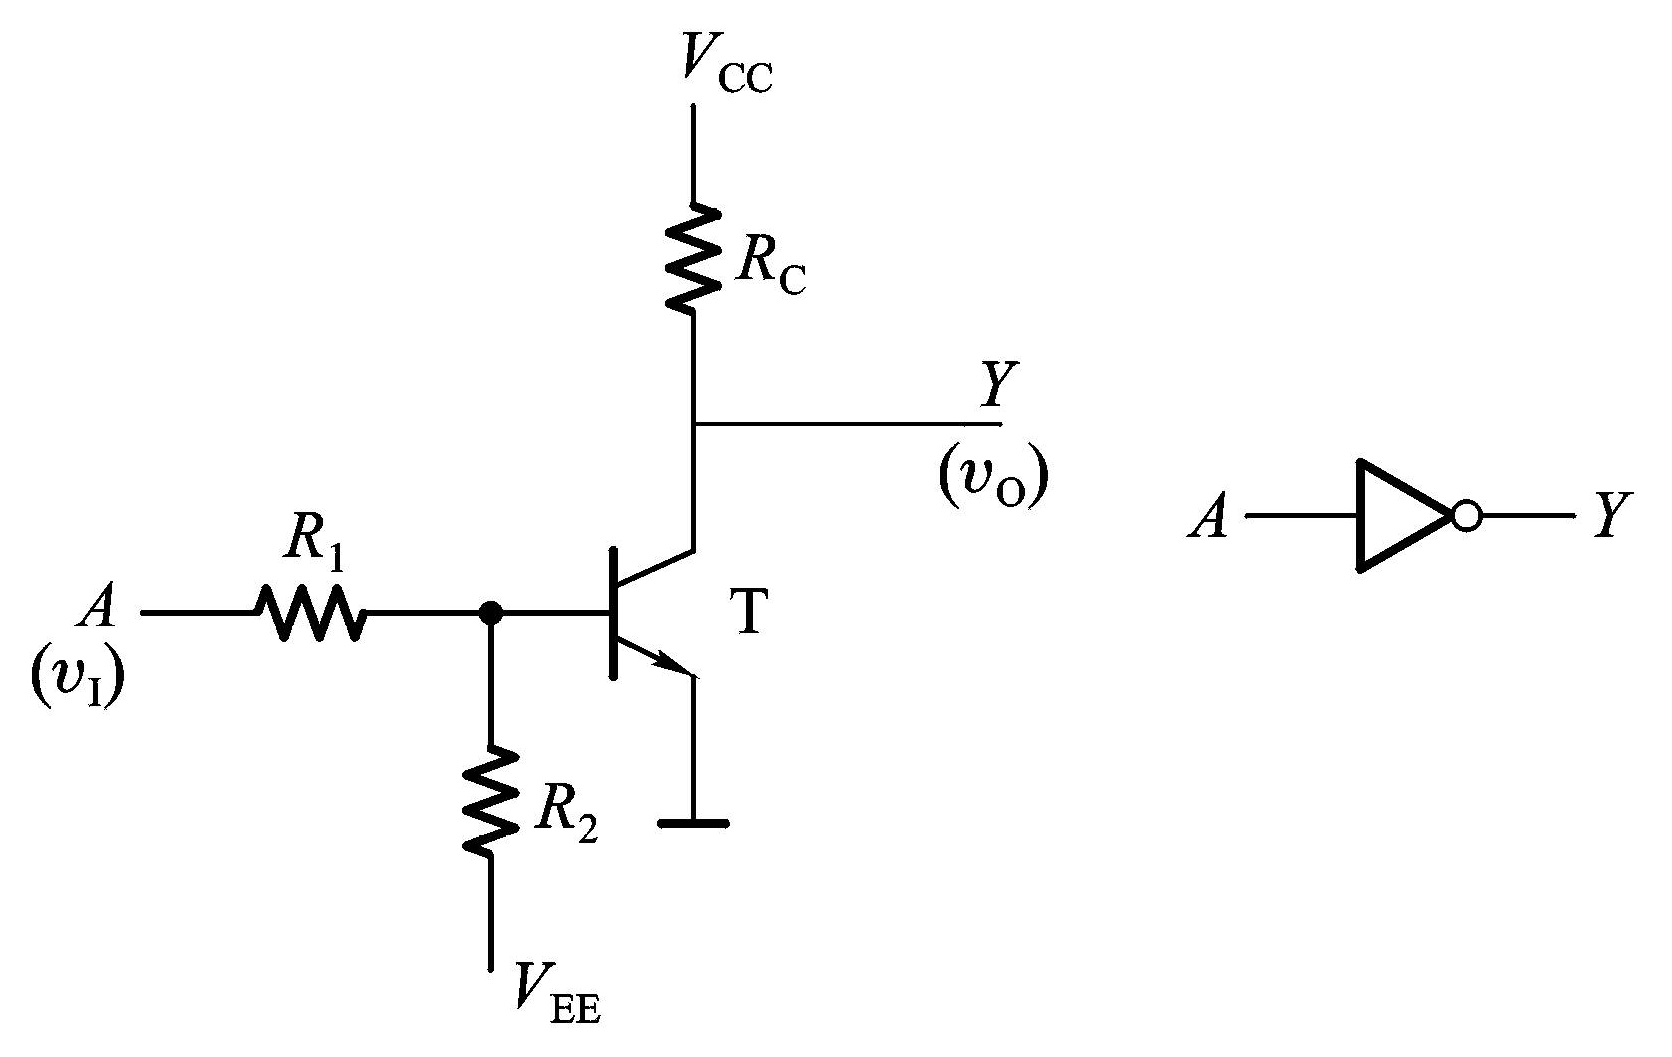 V_CC
R_C
Y
(v_O)
R_1
A
(v_I)
T
R_2
V_EE
A
Y